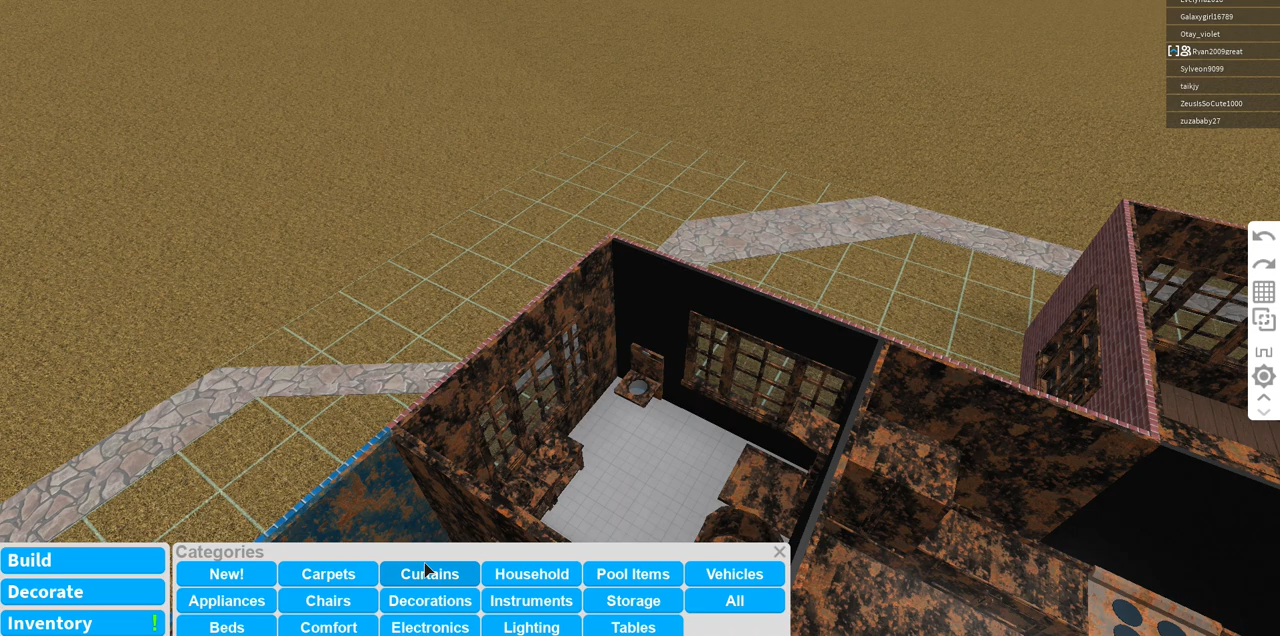 Galaxygirl16789
Otay_violet
Ryan2009great
Sylveon9099
taikjy
ZeusIsSoCute1000
zuzababy27
Build
Decorate
Inventory !
Categories
New! Carpets Curtains Household Pool Items Vehicles
Appliances Chairs Decorations Instruments Storage All
Beds Comfort Electronics Lighting Tables